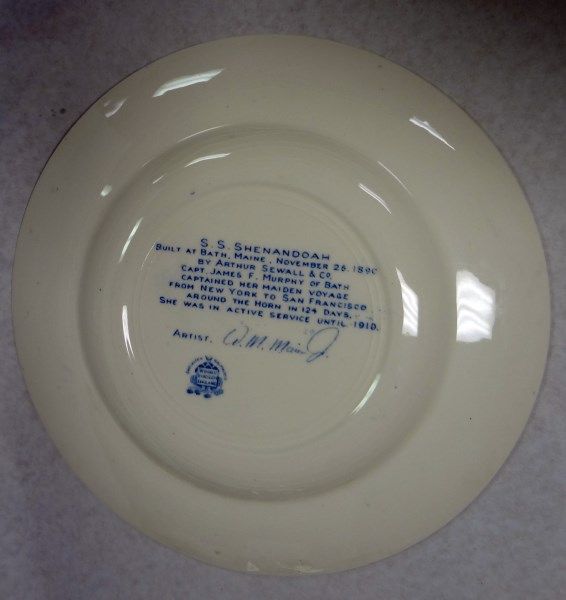 S. S. SHENANDOAH
BUILT AT BATH, MAINE, NOVEMBER 26, 1890
BY ARTHUR SEWALL & CO.
CAPT. JAMES F. MURPHY OF BATH
CAPTAINED HER MAIDEN VOYAGE
FROM NEW YORK TO SAN FRANCISCO
AROUND THE HORN IN 124 DAYS.
SHE WAS IN ACTIVE SERVICE UNTIL 1910.
ARTIST.